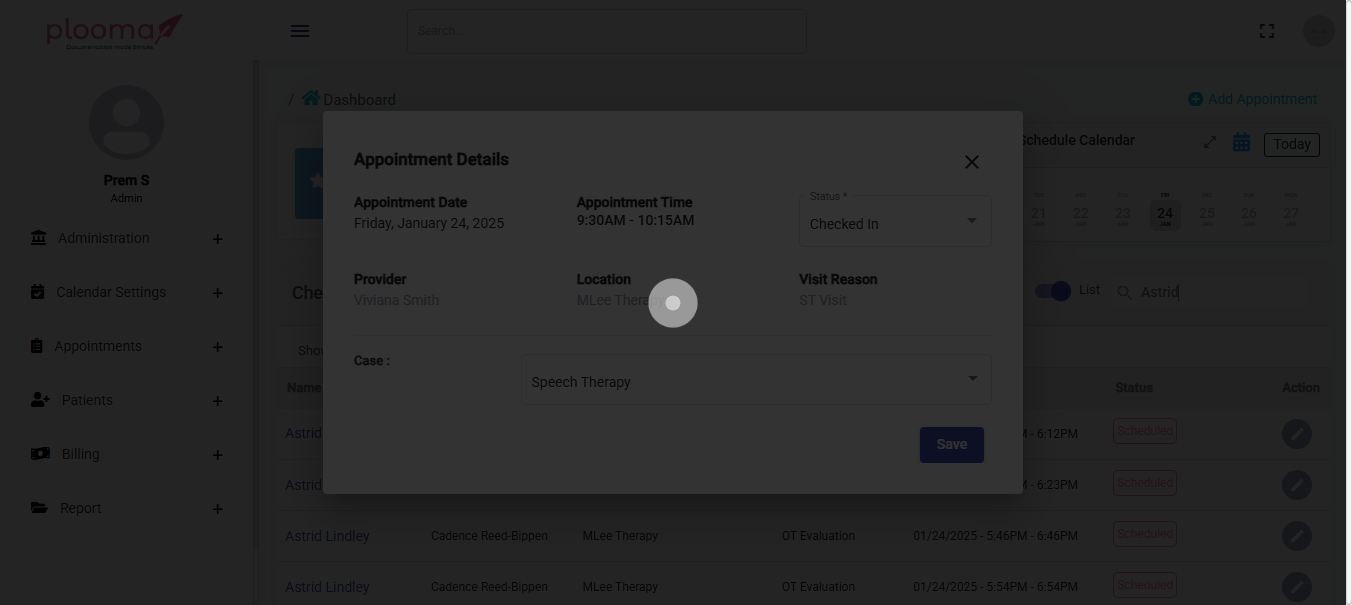 plooma
Search...
/ Dashboard
Add Appointment
Prem S
Admin
Administration +
Calendar Settings +
Appointments +
Patients +
Billing +
Report +
Schedule Calendar
Today
21 22 23 24 25 26 27
Che
List
Astrid
Sho
Name
Status
Action
Astrid
M - 6:12PM
Scheduled
Astrid
M - 6:23PM
Scheduled
Astrid Lindley Cadence Reed-Bippen MLee Therapy OT Evaluation 01/24/2025 - 5:46PM - 6:46PM Scheduled
Astrid Lindley Cadence Reed-Bippen MLee Therapy OT Evaluation 01/24/2025 - 5:54PM - 6:54PM Scheduled
Appointment Details
Appointment Date
Friday, January 24, 2025
Appointment Time
9:30AM - 10:15AM
Status *
Checked In
Provider
Viviana Smith
Location
MLee Therapy
Visit Reason
ST Visit
Case :
Speech Therapy
Save